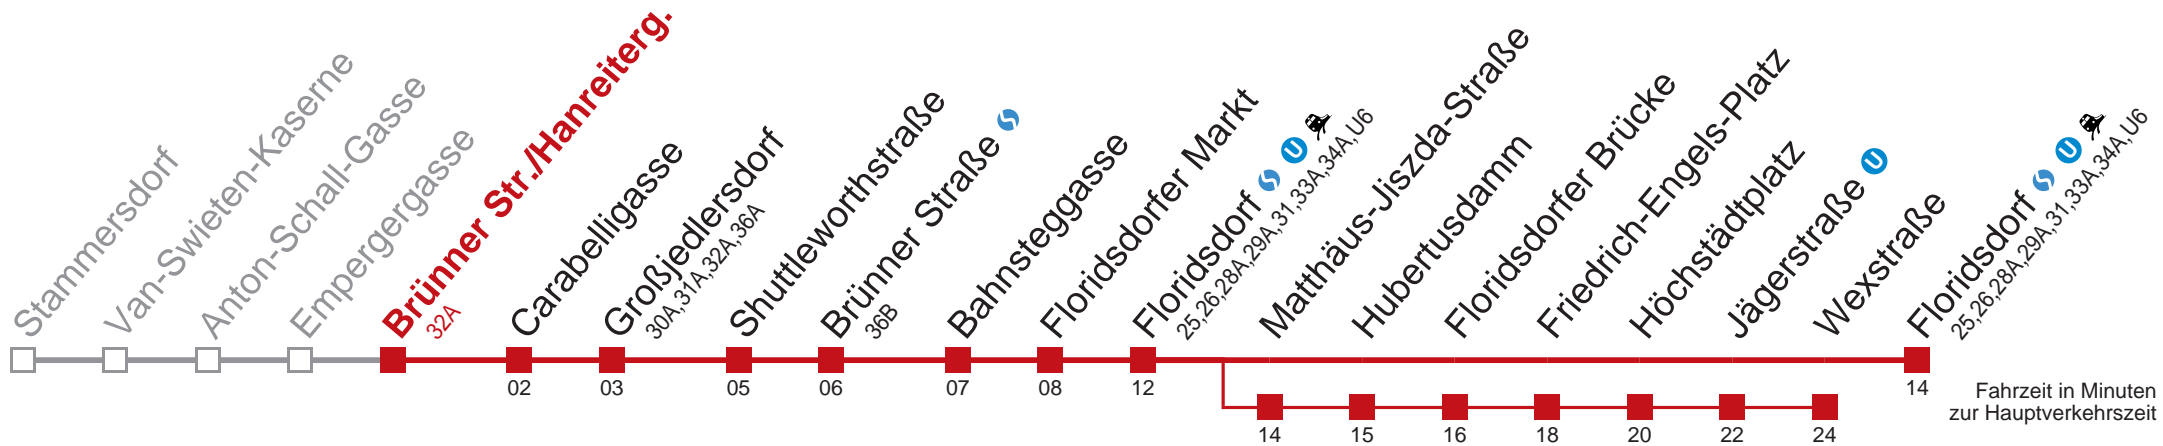 Stammersdorf
Van-Swieten-Kaserne
Anton-Schall-Gasse
Empergergasse
Brünner Str./Hanreiterg.
32A
Carabelligasse
Großjedlersdorf
30A,31A,32A,36A
Shuttleworthstraße
Brünner Straße S
36B
Bahnsteggasse
Floridsdorfer Markt
Floridsdorf S U
25,26,28A,29A,31,33A,34A,U6
Matthäus-Jiszda-Straße
Hubertusdamm
Floridsdorfer Brücke
Friedrich-Engels-Platz
Höchstädtplatz
Jägerstraße U
Wexstraße
Floridsdorf S U
25,26,28A,29A,31,33A,34A,U6
02 03 05 06 07 08 12 14
Fahrzeit in Minuten
zur Hauptverkehrszeit
14 15 16 18 20 22 24